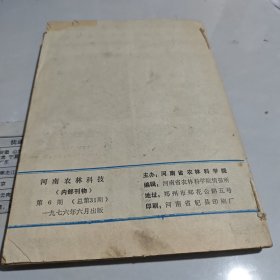 河南农林科技
（内部刊物）
第6期 （总第31期）
一九七六年六月出版
主办：河南省农林科学院
编辑：河南省农林科学院情报所
地址：郑州市郑花公路五号
印刷：河南省杞县印刷厂